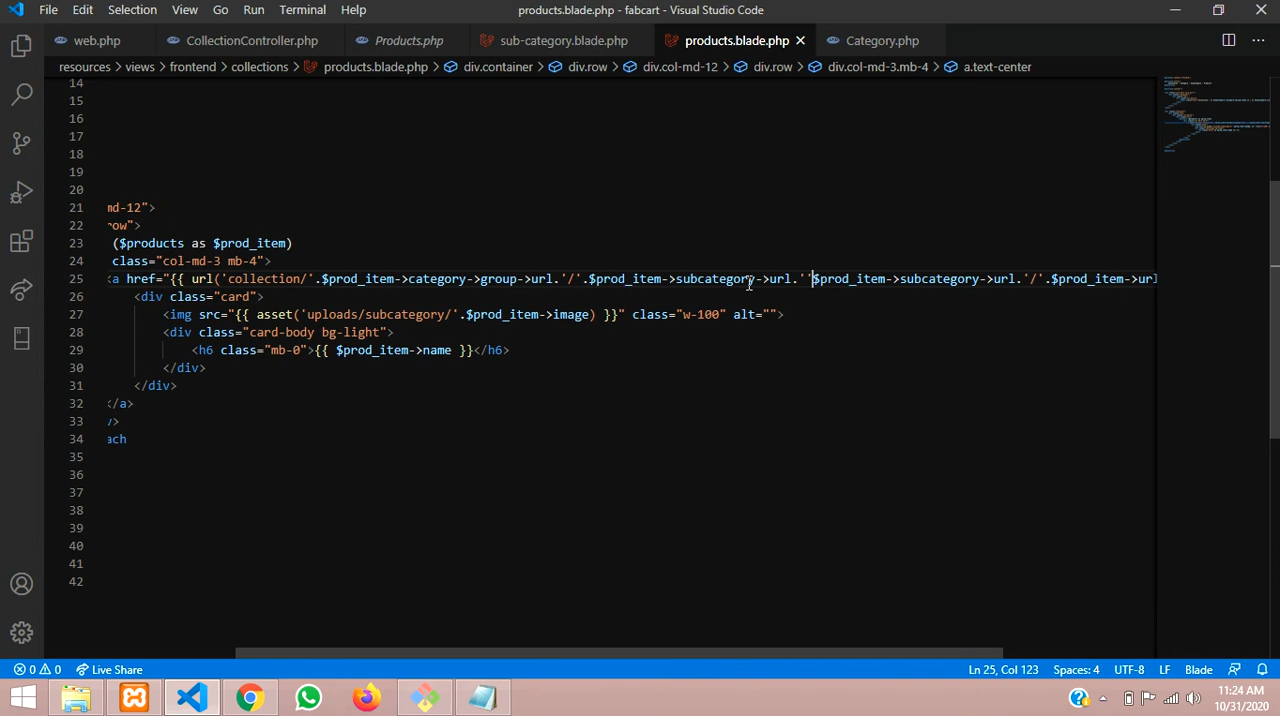 File Edit Selection View Go Run Terminal Help products.blade.php - fabcart - Visual Studio Code
web.php CollectionController.php Products.php sub-category.blade.php products.blade.php Category.php
resources > views > frontend > collections > products.blade.php > div.container > div.row > div.col-md-12 > div.row > div.col-md-3.mb-4 > a.text-center
14
15
16
17
18
19
20
21 md-12">
22 row">
23 ($products as $prod_item)
24 class="col-md-3 mb-4">
25 <a href="{{ url('collection/'.$prod_item->category->group->url.'/'.$prod_item->subcategory->url.''$prod_item->subcategory->url.'/'.$prod_item->url
26 <div class="card">
27 <img src="{{ asset('uploads/subcategory/'.$prod_item->image) }}" class="w-100" alt="">
28 <div class="card-body bg-light">
29 <h6 class="mb-0">{{ $prod_item->name }}</h6>
30 </div>
31 </div>
32 </a>
33 >
34 ach
35
36
37
38
39
40
41
42
0 0 Live Share Ln 25, Col 123 Spaces: 4 UTF-8 LF Blade
11:24 AM
10/31/2020